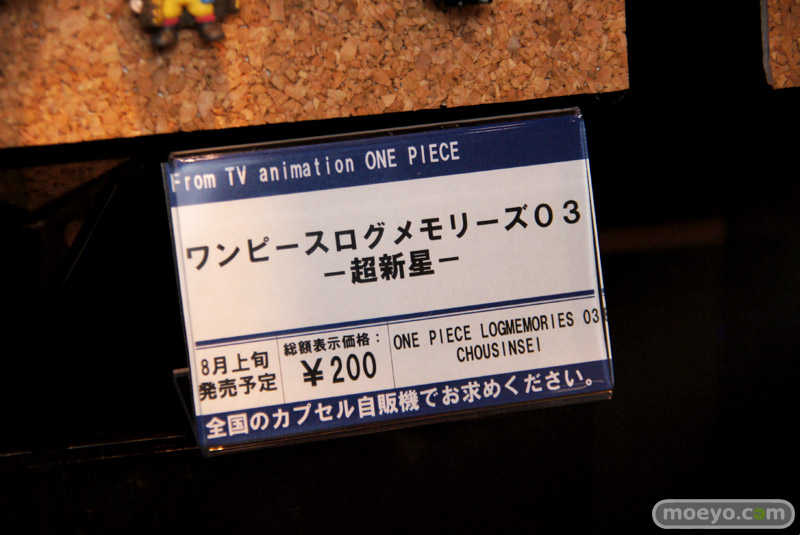 From TV animation ONE PIECE
ワンピースログメモリーズ03
－超新星－
8月上旬
発売予定
総額表示価格：
￥200
ONE PIECE LOGMEMORIES 03
CHOUSINSEI
全国のカプセル自販機でお求めください。
moeyo.com